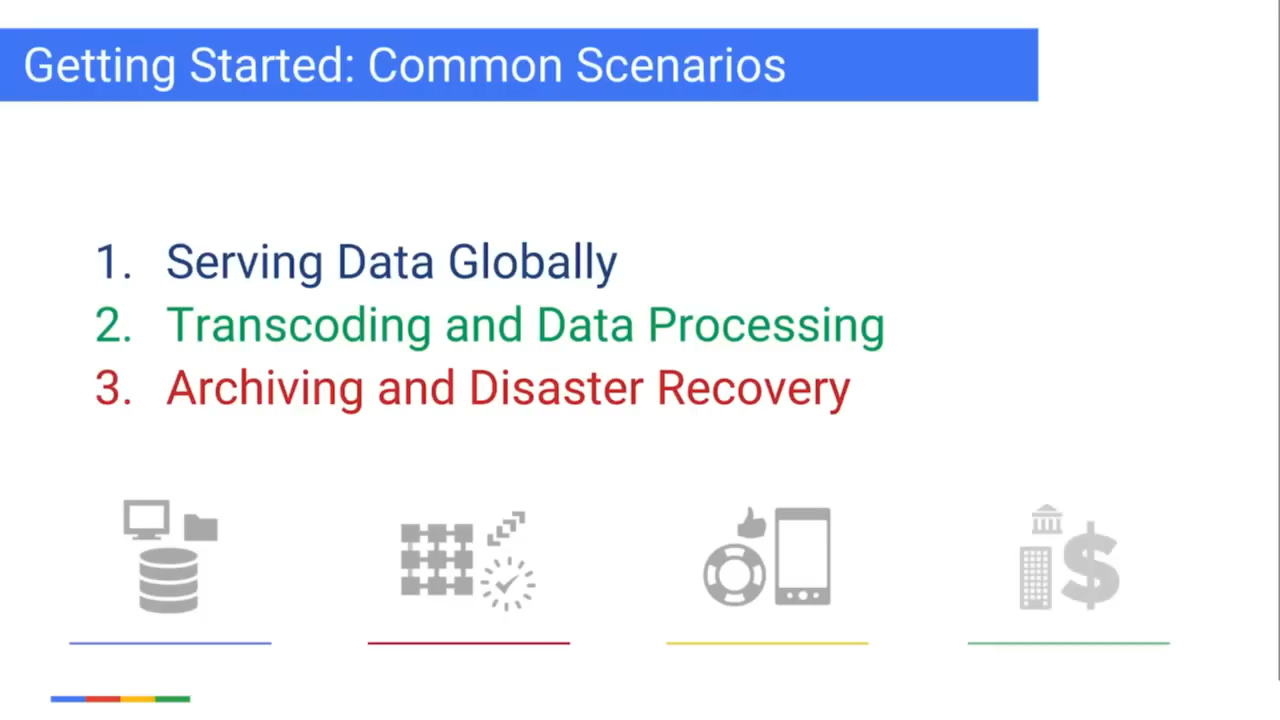 Getting Started: Common Scenarios
1. Serving Data Globally
2. Transcoding and Data Processing
3. Archiving and Disaster Recovery